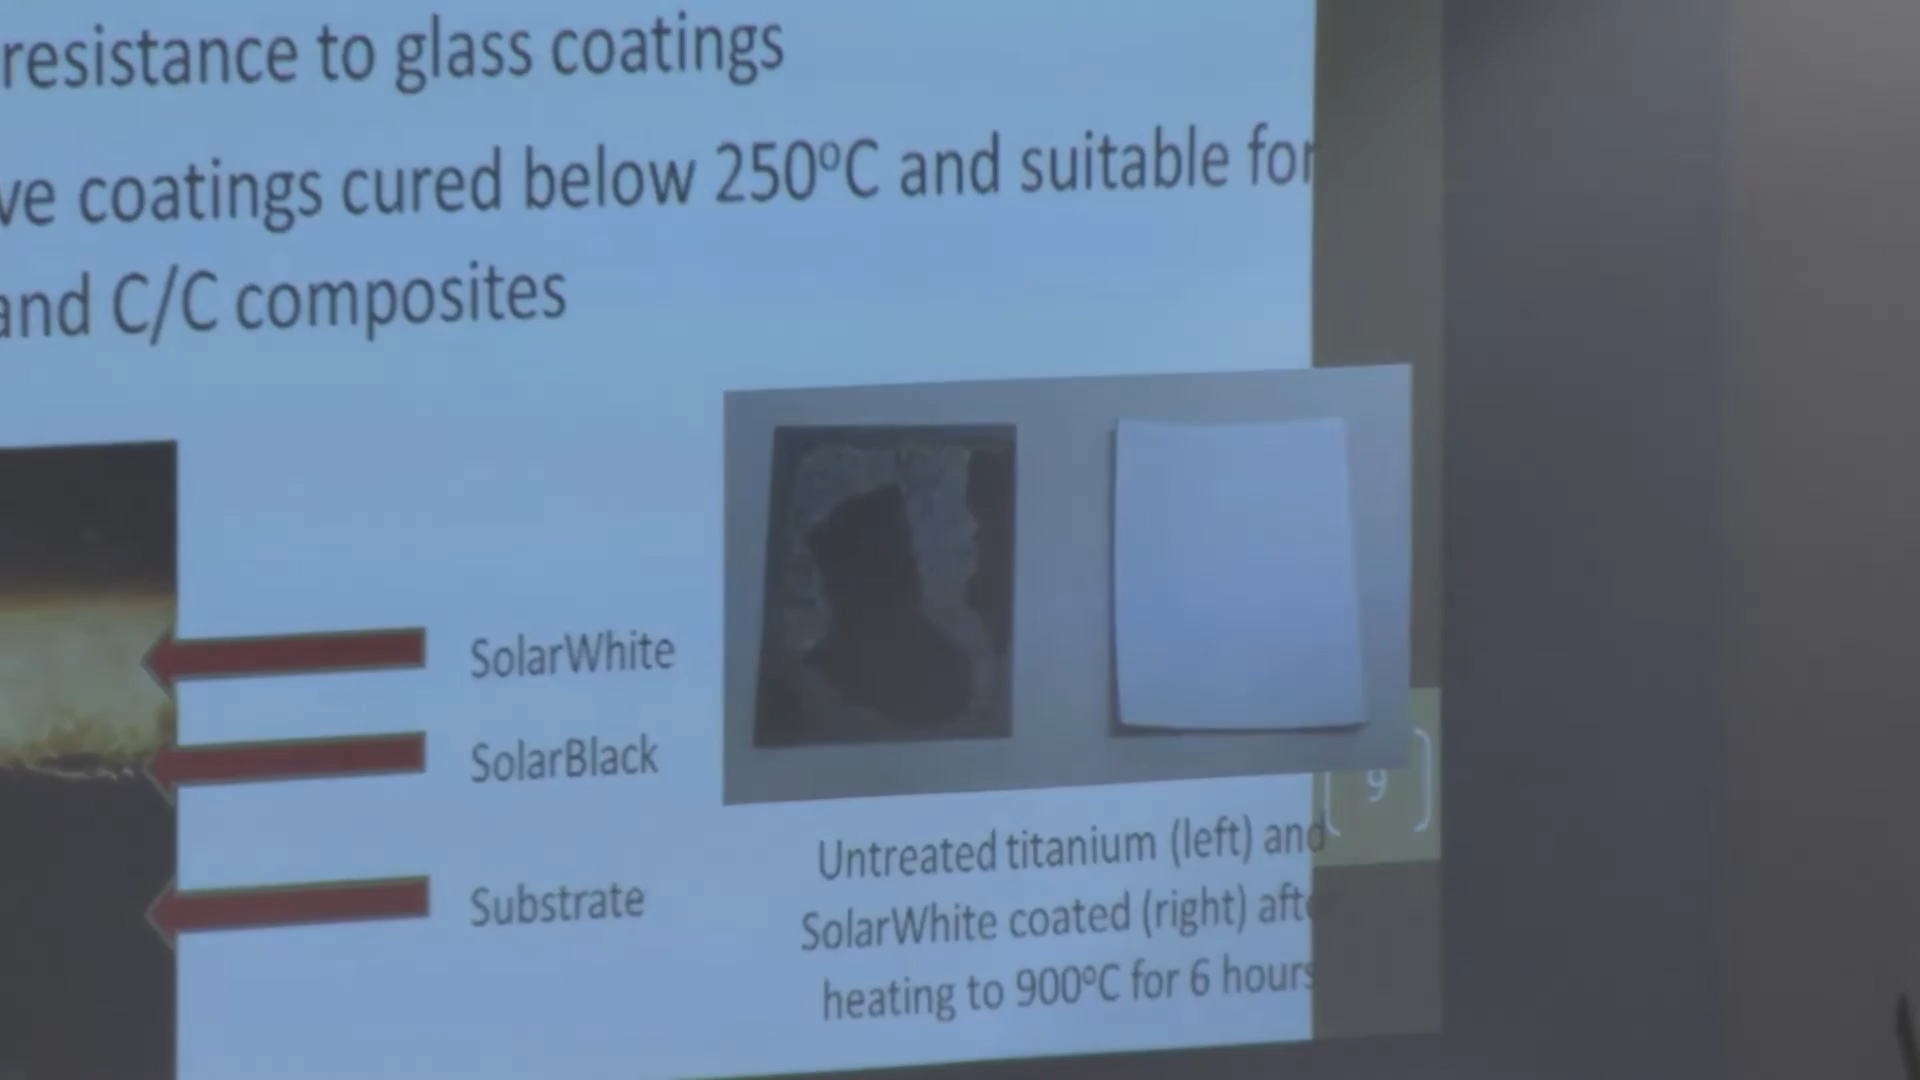 resistance to glass coatings
ve coatings cured below 250°C and suitable for
and C/C composites
SolarWhite
SolarBlack
Substrate
9
Untreated titanium (left) and
SolarWhite coated (right) afte
heating to 900°C for 6 hours